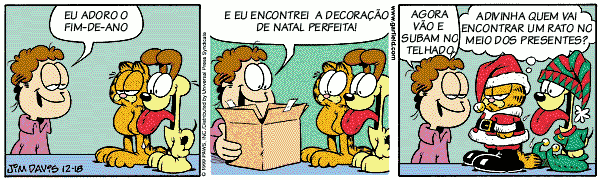 EU ADORO O
FIM-DE-ANO
JIM DAVIS 12-18
E EU ENCONTREI A DECORAÇÃO
DE NATAL PERFEITA!
© 1999 PAWS, INC. Distributed by Universal Press Syndicate
www.garfield.com
AGORA
VÃO E
SUBAM NO
TELHADO
ADIVINHA QUEM VAI
ENCONTRAR UM RATO NO
MEIO DOS PRESENTES?